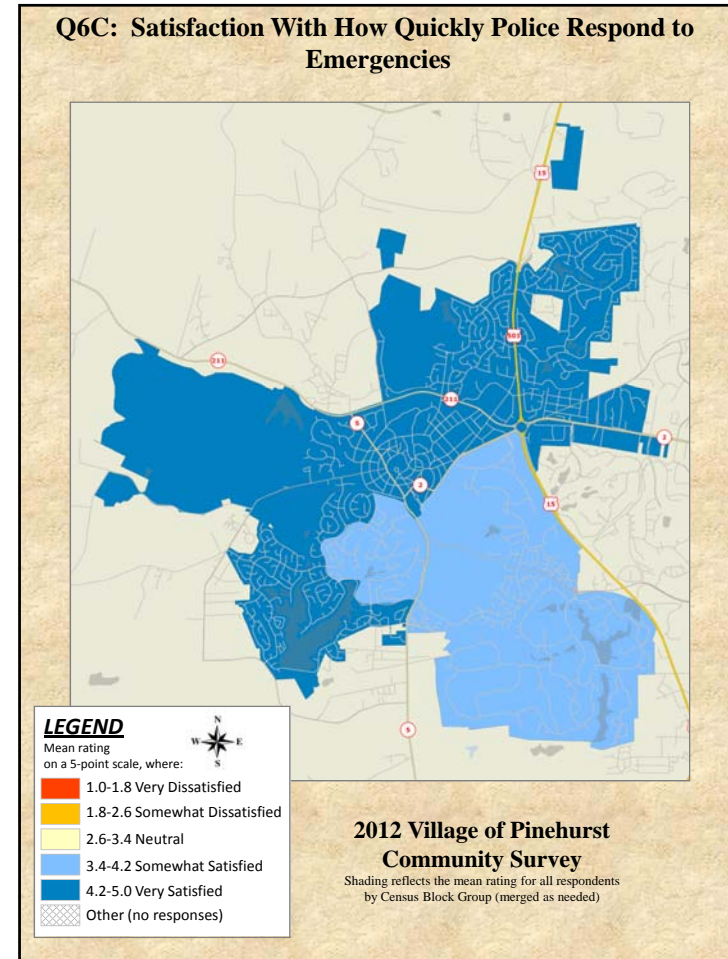 Q6C: Satisfaction With How Quickly Police Respond to
Emergencies
15
501
211
211
5
2
2
15
5
LEGEND
Mean rating
on a 5-point scale, where:
N
W E
S
1.0-1.8 Very Dissatisfied
1.8-2.6 Somewhat Dissatisfied
2.6-3.4 Neutral
3.4-4.2 Somewhat Satisfied
4.2-5.0 Very Satisfied
Other (no responses)
2012 Village of Pinehurst
Community Survey
Shading reflects the mean rating for all respondents
by Census Block Group (merged as needed)